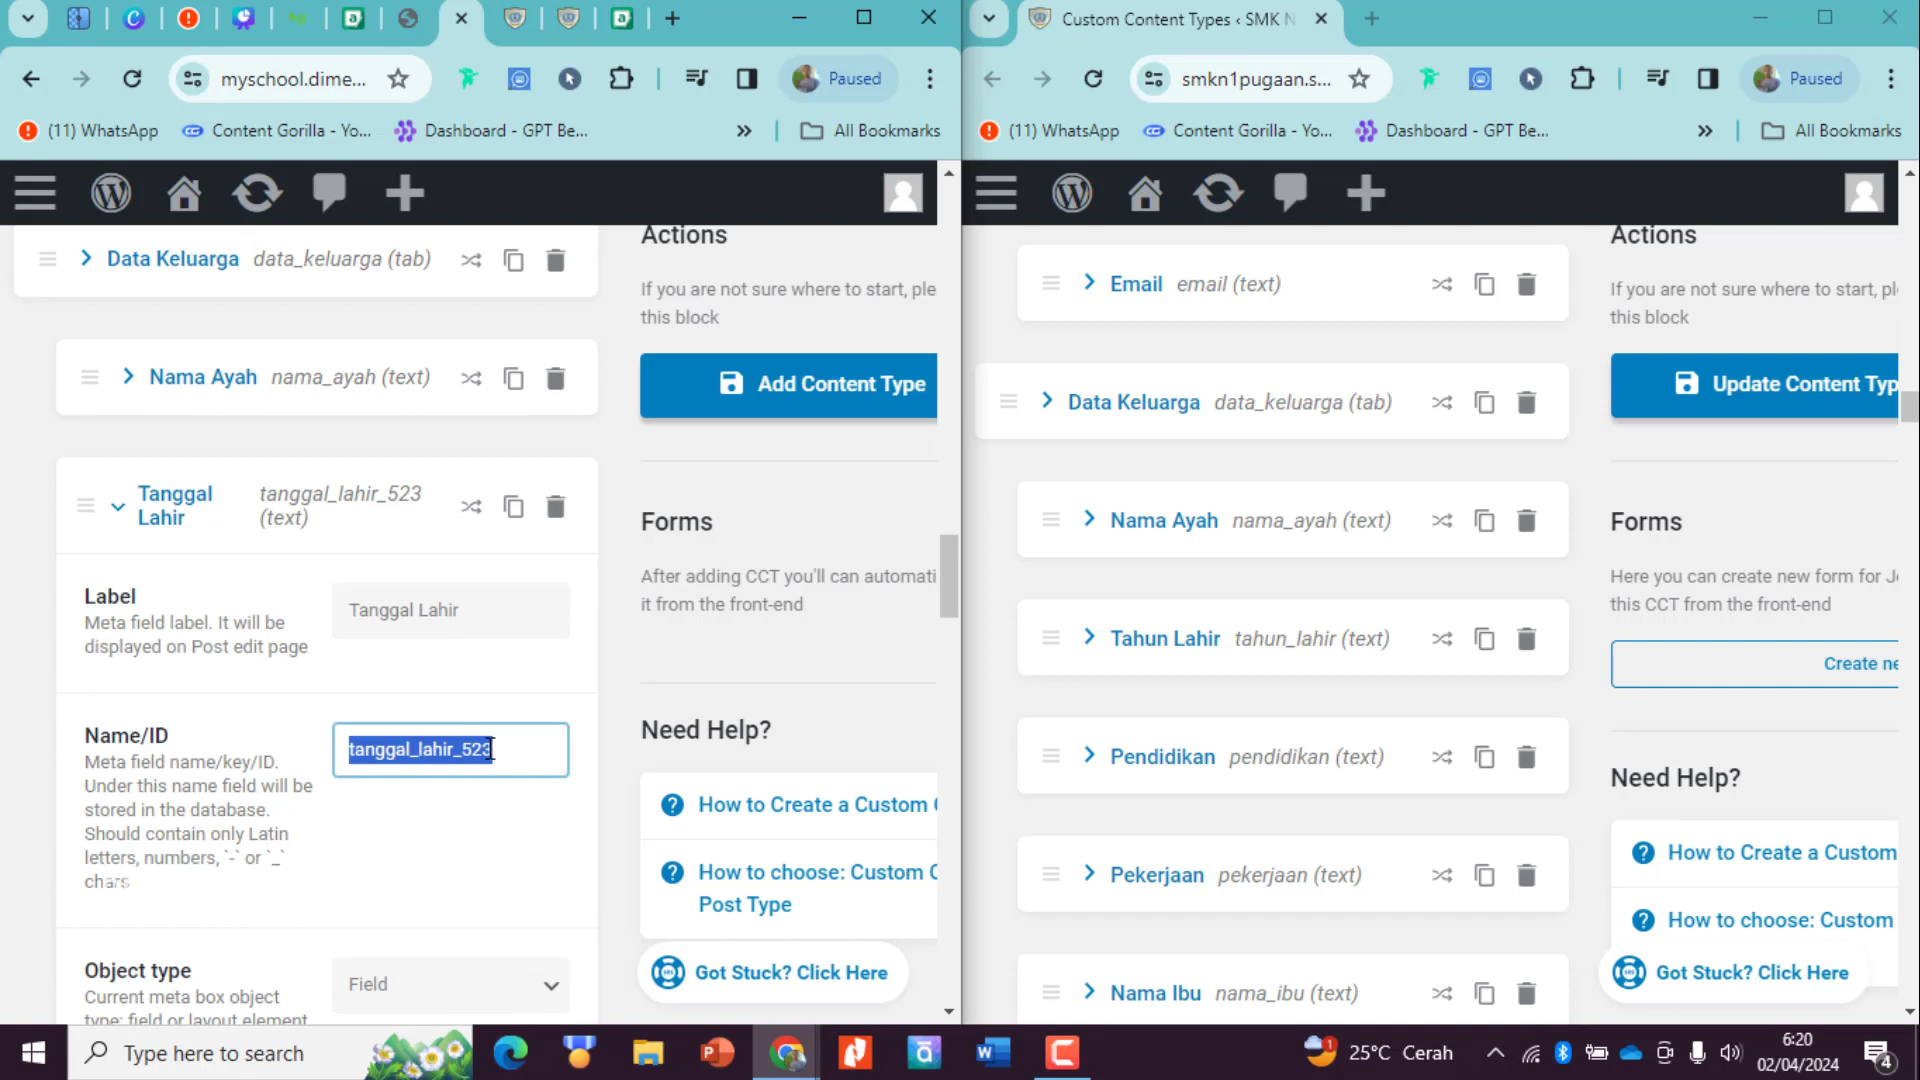 myschool.dime...
Paused
(11) WhatsApp
Content Gorilla - Yo...
Dashboard - GPT Be...
All Bookmarks
Data Keluarga data_keluarga (tab)
Nama Ayah nama_ayah (text)
Tanggal Lahir
tanggal_lahir_523 (text)
Label
Meta field label. It will be
displayed on Post edit page
Tanggal Lahir
Name/ID
Meta field name/key/ID.
Under this name field will be
stored in the database.
Should contain only Latin
letters, numbers, `-` or `_`
chars
tanggal_lahir_523
Object type
Current meta box object
type: field or layout element
Field
Actions
If you are not sure where to start, ple
this block
Add Content Type
Forms
After adding CCT you'll can automati
it from the front-end
Need Help?
How to Create a Custom C
How to choose: Custom C
Post Type
Got Stuck? Click Here
Custom Content Types ‹ SMK N
smkn1pugaan.s...
Paused
(11) WhatsApp
Content Gorilla - Yo...
Dashboard - GPT Be...
All Bookmarks
Email email (text)
Data Keluarga data_keluarga (tab)
Nama Ayah nama_ayah (text)
Tahun Lahir tahun_lahir (text)
Pendidikan pendidikan (text)
Pekerjaan pekerjaan (text)
Nama Ibu nama_ibu (text)
Actions
If you are not sure where to start, pl
this block
Update Content Typ
Forms
Here you can create new form for Je
this CCT from the front-end
Create ne
Need Help?
How to Create a Custom
How to choose: Custom
Got Stuck? Click Here
Type here to search
25°C Cerah
6:20
02/04/2024
4